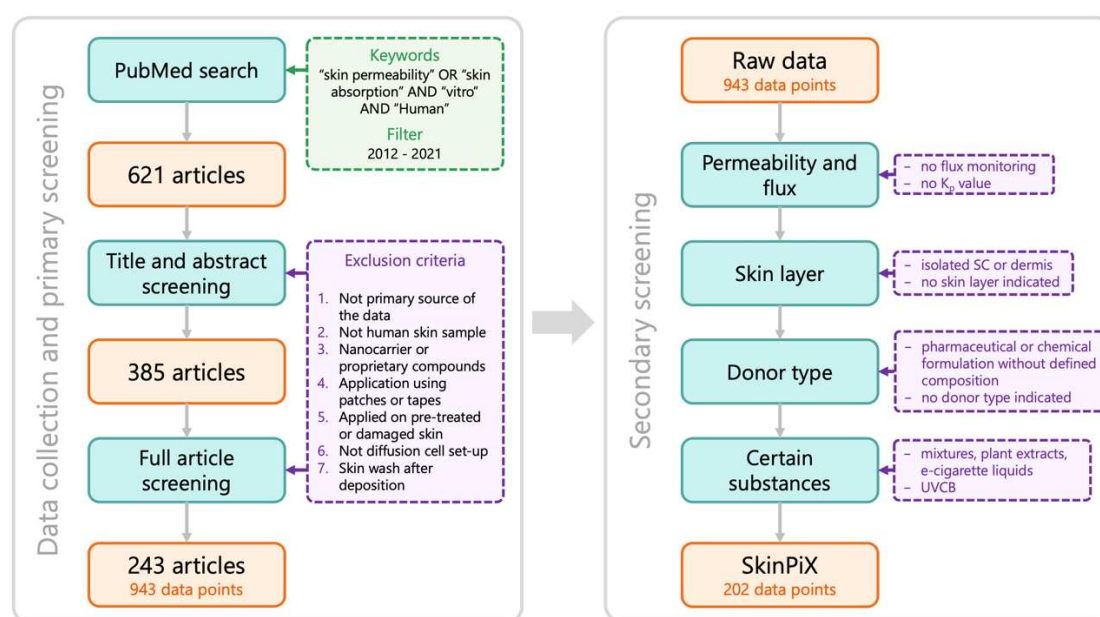 Data collection and primary screening
PubMed search
Keywords
“skin permeability” OR “skin
absorption” AND “vitro”
AND “Human”
Filter
2012 - 2021
621 articles
Title and abstract
screening
Exclusion criteria
1. Not primary source of
the data
2. Not human skin sample
3. Nanocarrier or
proprietary compounds
4. Application using
patches or tapes
5. Applied on pre-treated
or damaged skin
6. Not diffusion cell set-up
7. Skin wash after
deposition
385 articles
Full article
screening
243 articles
943 data points
Secondary screening
Raw data
943 data points
Permeability and
flux
– no flux monitoring
– no Kp value
Skin layer
– isolated SC or dermis
– no skin layer indicated
Donor type
– pharmaceutical or chemical
formulation without defined
composition
– no donor type indicated
Certain
substances
– mixtures, plant extracts,
e-cigarette liquids
– UVCB
SkinPiX
202 data points